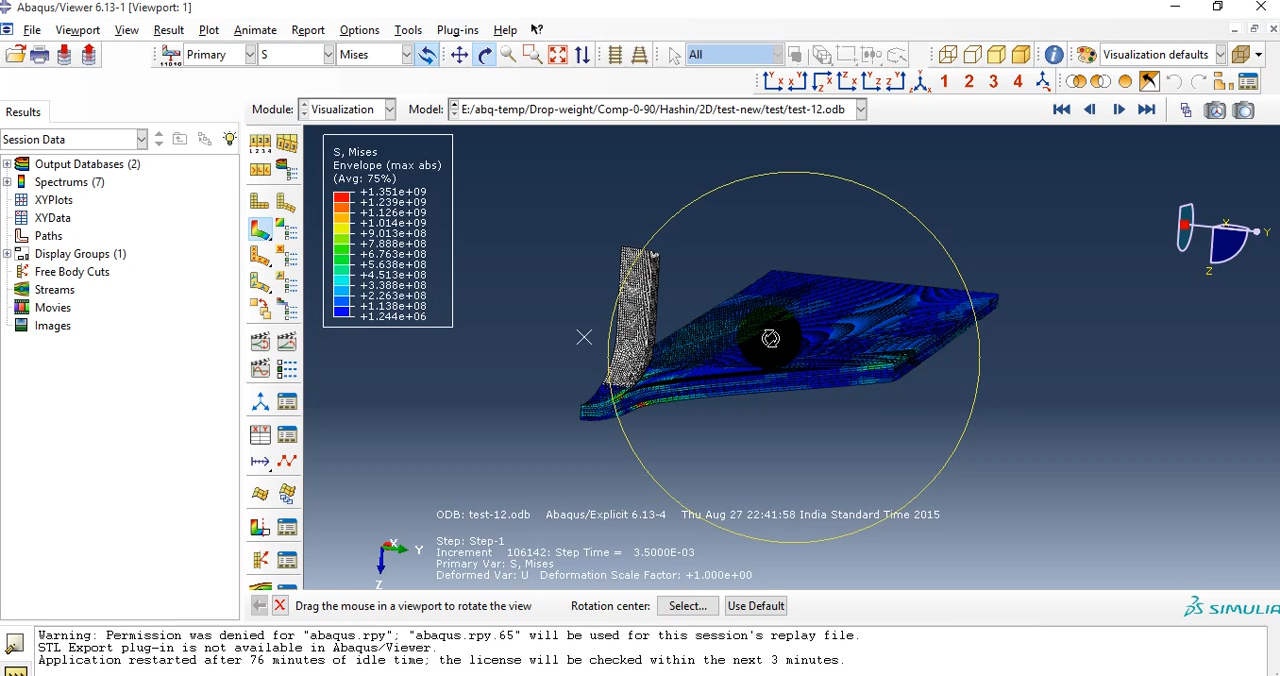 Abaqus/Viewer 6.13-1 [Viewport: 1]
File Viewport View Result Plot Animate Report Options Tools Plug-ins Help
Primary S Mises All Visualization defaults
1 2 3 4
Results
Module: Visualization Model: E:/abq-temp/Drop-weight/Comp-0-90/Hashin/2D/test-new/test/test-12.odb
Session Data
Output Databases (2)
Spectrums (7)
XYPlots
XYData
Paths
Display Groups (1)
Free Body Cuts
Streams
Movies
Images
S, Mises
Envelope (max abs)
(Avg: 75%)
+1.351e+09
+1.239e+09
+1.126e+09
+1.014e+09
+9.013e+08
+7.888e+08
+6.763e+08
+5.638e+08
+4.513e+08
+3.388e+08
+2.263e+08
+1.138e+08
+1.244e+06
X
Y
Z
ODB: test-12.odb Abaqus/Explicit 6.13-4 Thu Aug 27 22:41:58 India Standard Time 2015
Step: Step-1
Increment 106142: Step Time = 3.5000E-03
Primary Var: S, Mises
Deformed Var: U Deformation Scale Factor: +1.000e+00
X
Y
Z
Drag the mouse in a viewport to rotate the view Rotation center: Select... Use Default
SIMULIA
Warning: Permission was denied for "abaqus.rpy"; "abaqus.rpy.65" will be used for this session's replay file.
STL Export plug-in is not available in Abaqus/Viewer.
Application restarted after 76 minutes of idle time; the license will be checked within the next 3 minutes.